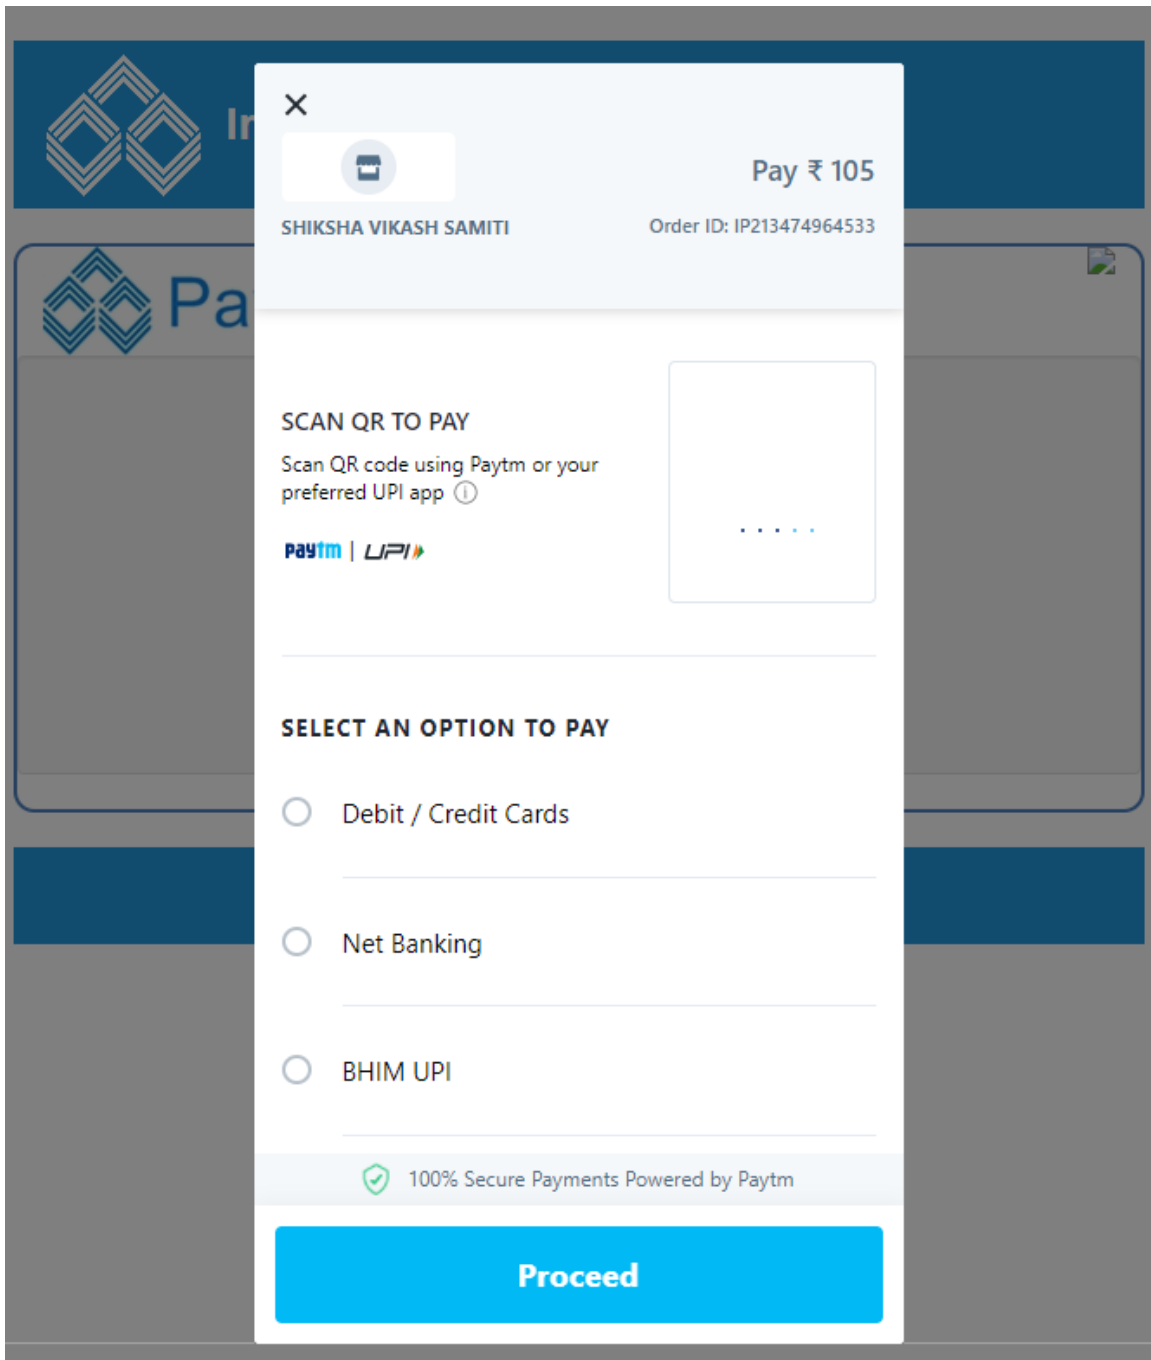 In
Pay ₹ 105
SHIKSHA VIKASH SAMITI
Order ID: IP213474964533
Pa
SCAN QR TO PAY
Scan QR code using Paytm or your
preferred UPI app
paytm | UPI
SELECT AN OPTION TO PAY
Debit / Credit Cards
Net Banking
BHIM UPI
100% Secure Payments Powered by Paytm
Proceed